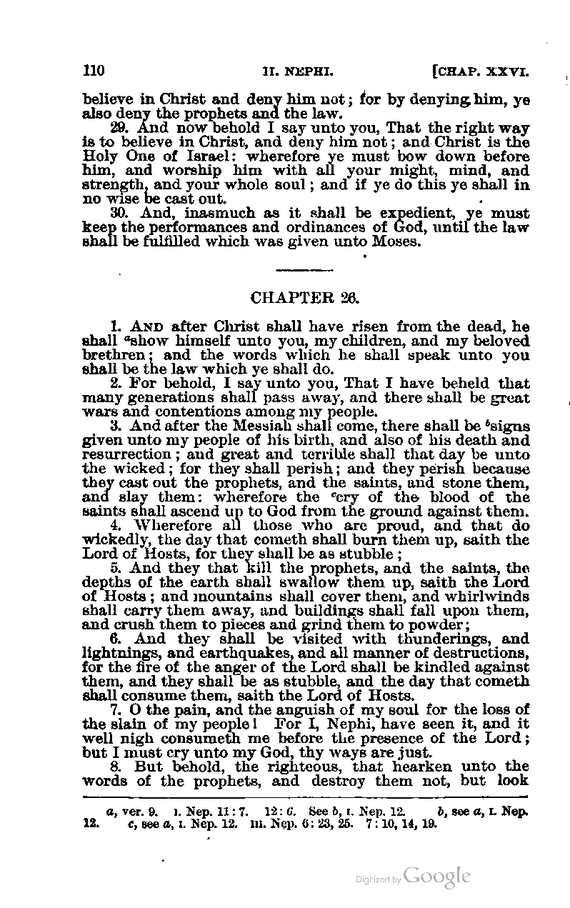 110 II. NEPHI. [CHAP. XXVI.
believe in Christ and deny him not; for by denying him, ye
also deny the prophets and the law.
29. And now behold I say unto you, That the right way
is to believe in Christ, and deny him not; and Christ is the
Holy One of Israel: wherefore ye must bow down before
him, and worship him with all your might, mind, and
strength, and your whole soul; and if ye do this ye shall in
no wise be cast out.
30. And, inasmuch as it shall be expedient, ye must
keep the performances and ordinances of God, until the law
shall be fulfilled which was given unto Moses.
CHAPTER 26.
1. AND after Christ shall have risen from the dead, he
shall ᵃshow himself unto you, my children, and my beloved
brethren; and the words which he shall speak unto you
shall be the law which ye shall do.
2. For behold, I say unto you, That I have beheld that
many generations shall pass away, and there shall be great
wars and contentions among my people.
3. And after the Messiah shall come, there shall be ᵇsigns
given unto my people of his birth, and also of his death and
resurrection; and great and terrible shall that day be unto
the wicked; for they shall perish; and they perish because
they cast out the prophets, and the saints, and stone them,
and slay them: wherefore the ᶜcry of the blood of the
saints shall ascend up to God from the ground against them.
4. Wherefore all those who are proud, and that do
wickedly, the day that cometh shall burn them up, saith the
Lord of Hosts, for they shall be as stubble;
5. And they that kill the prophets, and the saints, the
depths of the earth shall swallow them up, saith the Lord
of Hosts; and mountains shall cover them, and whirlwinds
shall carry them away, and buildings shall fall upon them,
and crush them to pieces and grind them to powder;
6. And they shall be visited with thunderings, and
lightnings, and earthquakes, and all manner of destructions,
for the fire of the anger of the Lord shall be kindled against
them, and they shall be as stubble, and the day that cometh
shall consume them, saith the Lord of Hosts.
7. O the pain, and the anguish of my soul for the loss of
the slain of my people! For I, Nephi, have seen it, and it
well nigh consumeth me before the presence of the Lord;
but I must cry unto my God, thy ways are just.
8. But behold, the righteous, that hearken unto the
words of the prophets, and destroy them not, but look
a, ver. 9. I. Nep. 11:7. 12:6. See b, I. Nep. 12. b, see a, I. Nep.
12. c, see a, I. Nep. 12. III. Nep. 6:23, 25. 7:10, 14, 19.
Digitized by Google